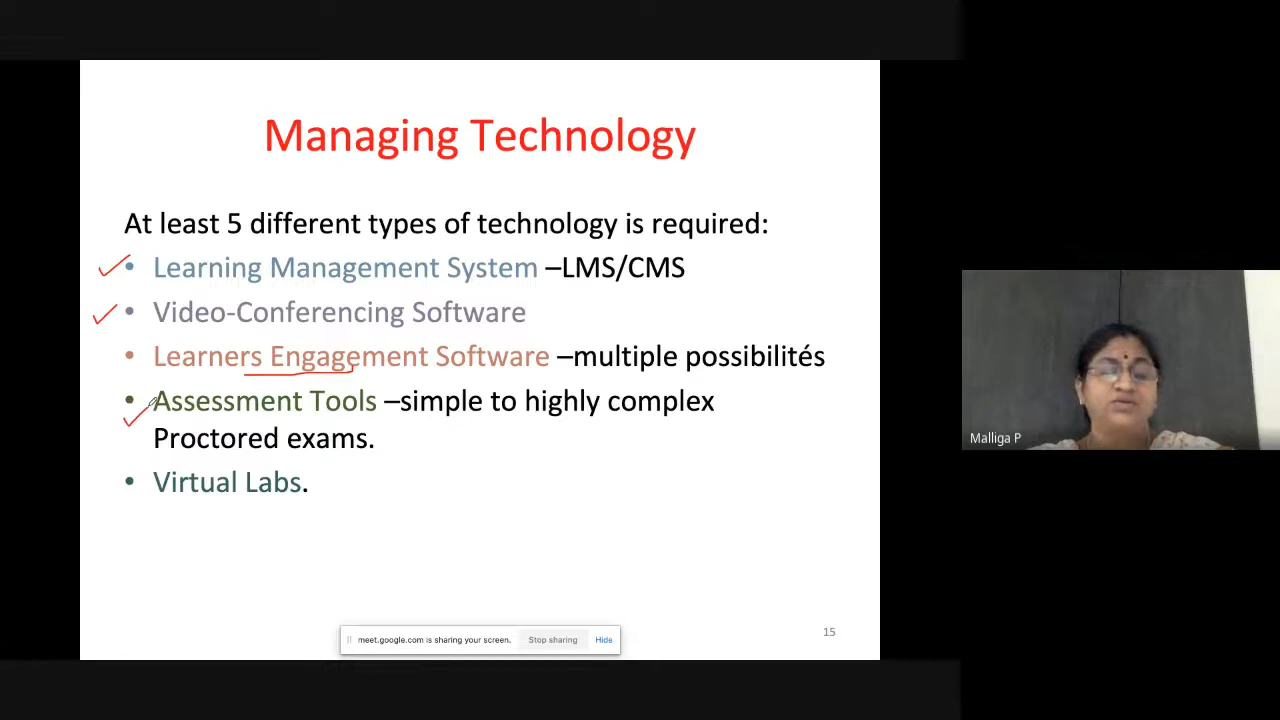 Managing Technology
At least 5 different types of technology is required:
• Learning Management System –LMS/CMS
• Video-Conferencing Software
• Learners Engagement Software –multiple possibilités
• Assessment Tools –simple to highly complex
Proctored exams.
• Virtual Labs.
Malliga P
15
meet.google.com is sharing your screen. Stop sharing Hide